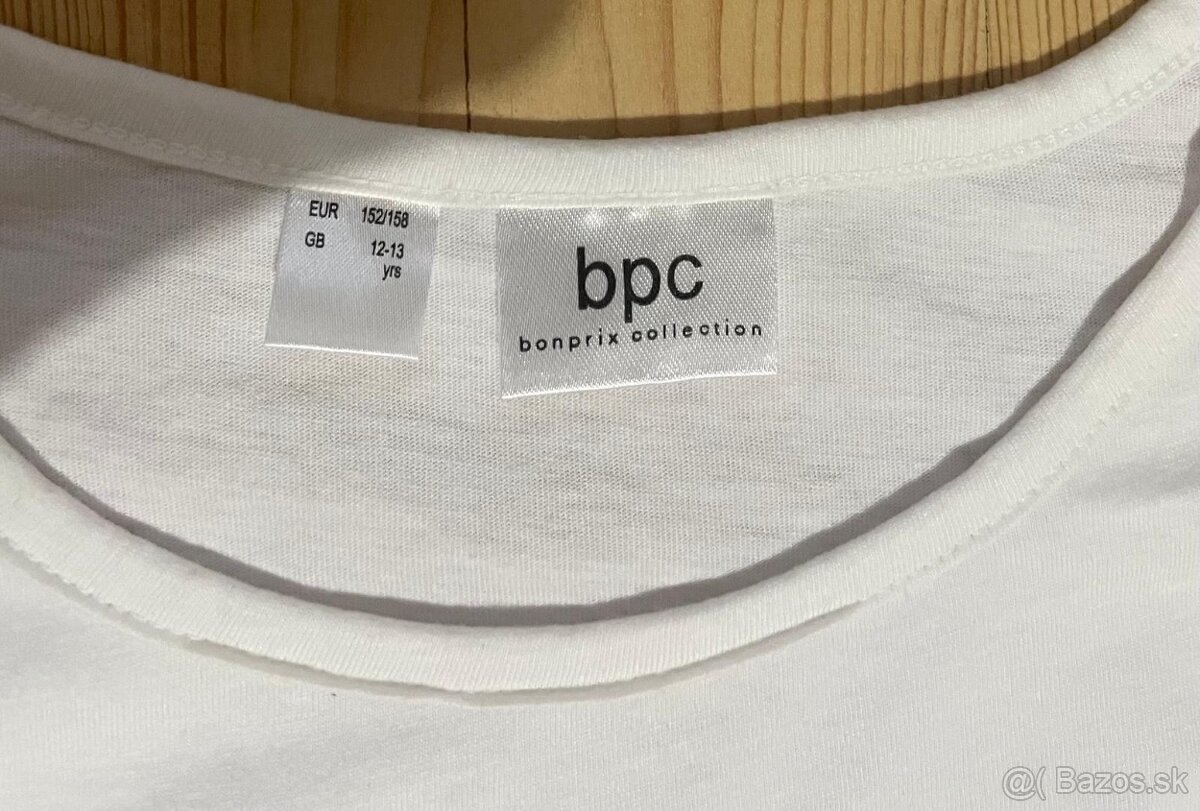 EUR 152/158
GB 12-13
yrs
bpc
bonprix collection
@( Bazos.sk